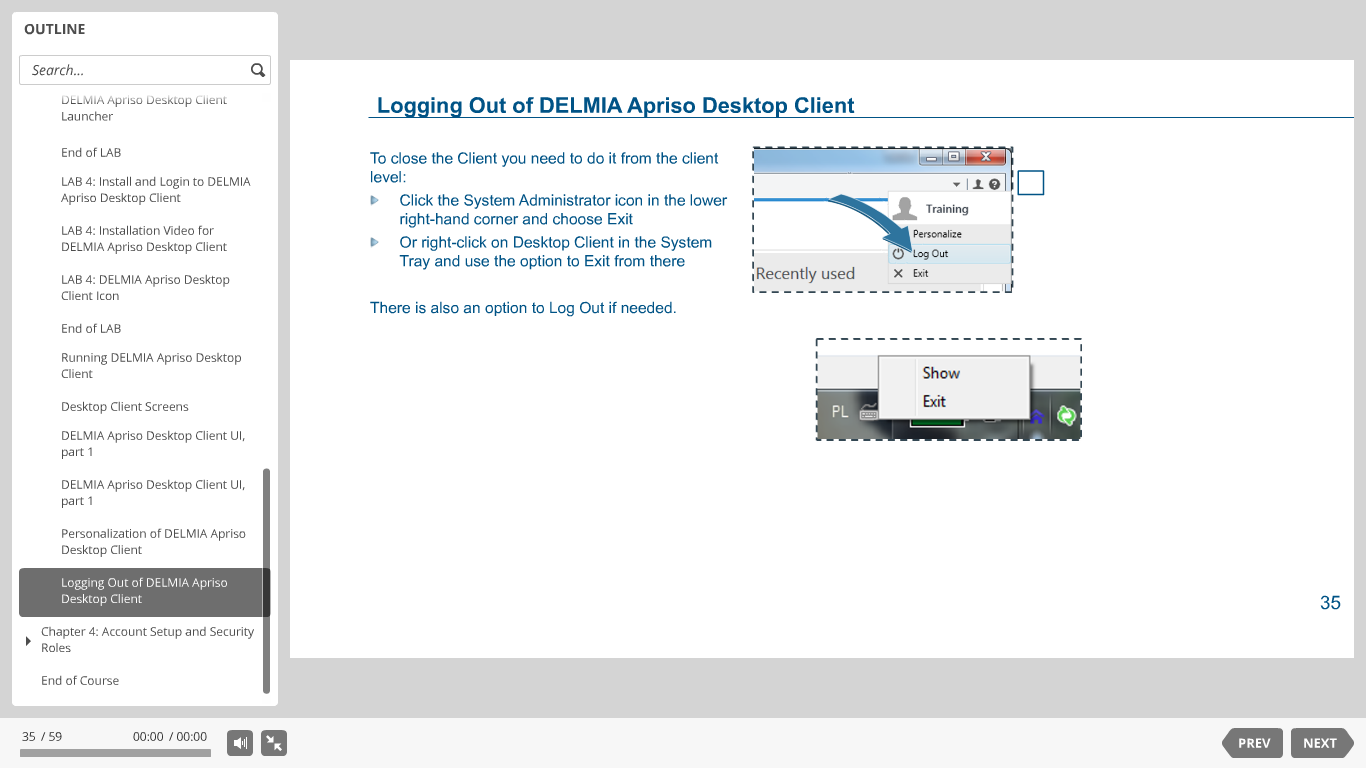 OUTLINE
Search...
DELMIA Apriso Desktop Client
Launcher
End of LAB
LAB 4: Install and Login to DELMIA
Apriso Desktop Client
LAB 4: Installation Video for
DELMIA Apriso Desktop Client
LAB 4: DELMIA Apriso Desktop
Client Icon
End of LAB
Running DELMIA Apriso Desktop
Client
Desktop Client Screens
DELMIA Apriso Desktop Client UI,
part 1
DELMIA Apriso Desktop Client UI,
part 1
Personalization of DELMIA Apriso
Desktop Client
Logging Out of DELMIA Apriso
Desktop Client
Chapter 4: Account Setup and Security
Roles
End of Course
Logging Out of DELMIA Apriso Desktop Client
To close the Client you need to do it from the client
level:
Click the System Administrator icon in the lower
right-hand corner and choose Exit
Or right-click on Desktop Client in the System
Tray and use the option to Exit from there
There is also an option to Log Out if needed.
Training
Personalize
Log Out
Exit
Recently used
Show
Exit
PL
35
35 / 59
00:00 / 00:00
PREV
NEXT